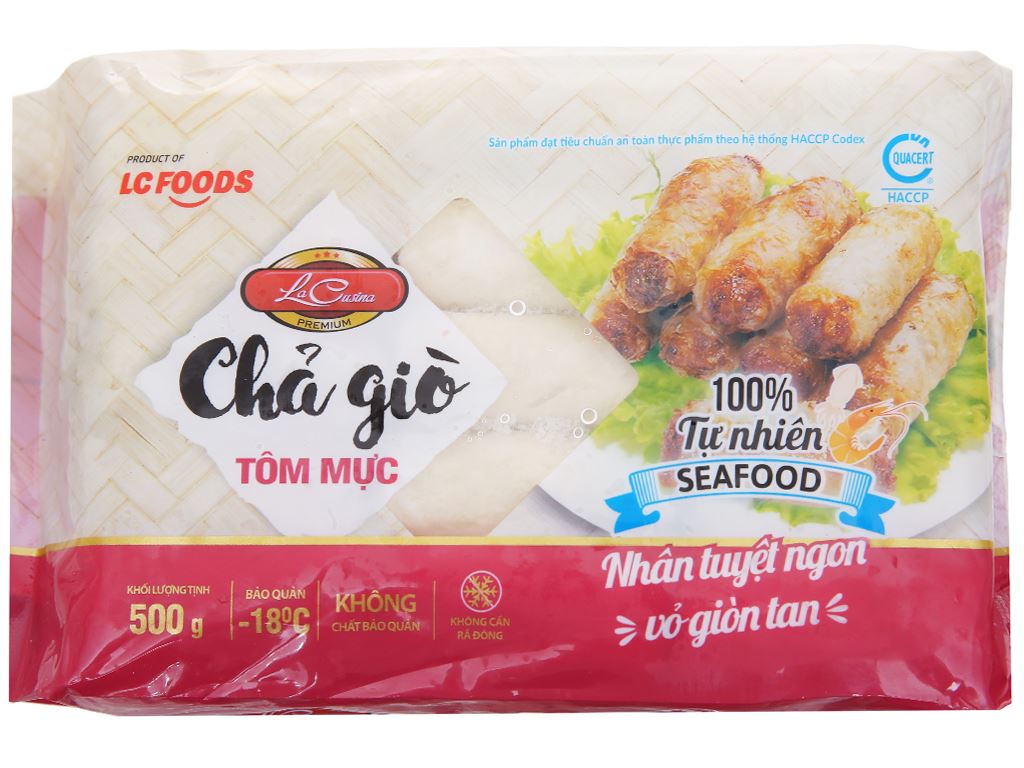 PRODUCT OF
LC FOODS
Sản phẩm đạt tiêu chuẩn an toàn thực phẩm theo hệ thống HACCP Codex
QUACERT
®
HACCP
La Cusina
PREMIUM
Chả giò
TÔM MỰC
100%
Tự nhiên
SEAFOOD
Nhân tuyệt ngon
vỏ giòn tan
KHỐI LƯỢNG TỊNH
500 g
BẢO QUẢN
-18⁰C
KHÔNG
CHẤT BẢO QUẢN
KHÔNG CẦN
RÃ ĐÔNG